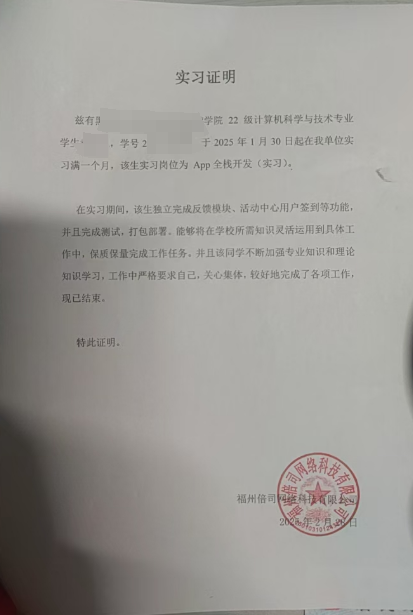 实习证明
兹有 学院 22 级计算机科学与技术专业
学生 ,学号 2 于 2025 年 1 月 30 日起在我单位实
习满一个月,该生实习岗位为 App 全栈开发(实习)。
在实习期间,该生独立完成反馈模块、活动中心用户签到等功能,
并且完成测试,打包部署。能够将在学校所需知识灵活运用到具体工
作中,保质保量完成工作任务。并且该同学不断加强专业知识和理论
知识学习,工作中严格要求自己,关心集体,较好地完成了各项工作,
现已结束。
特此证明。
福州倍司网络科技有限公司
福州倍司网络科技有限公司
2025 年 2 月 日